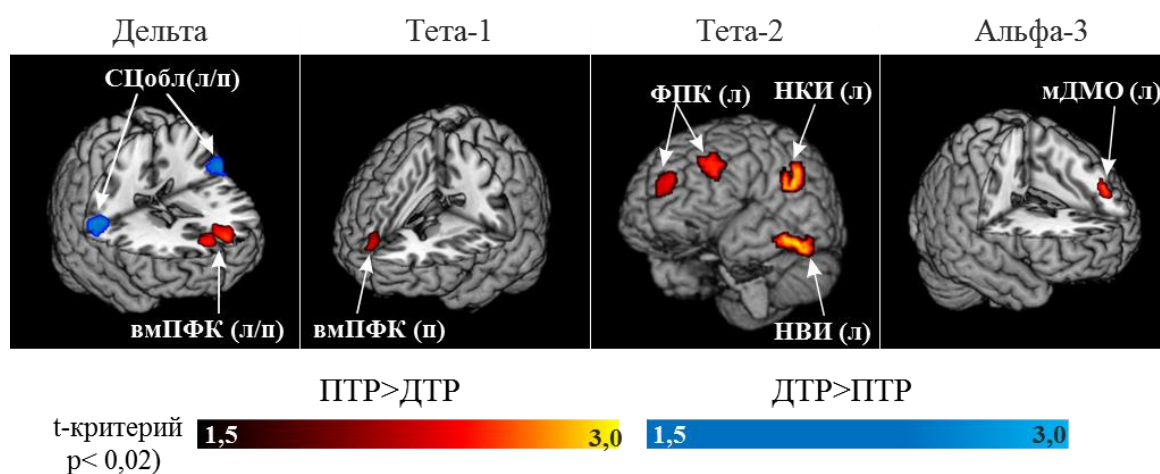 Дельта Тета-1 Тета-2 Альфа-3
СЦобл(л/п)
ФПК (л) НКИ (л) мДМО (л)
вмПФК (л/п) вмПФК (п) НВИ (л)
ПТР>ДТР ДТР>ПТР
t-критерий 1,5 3,0 1,5 3,0
p< 0,02)